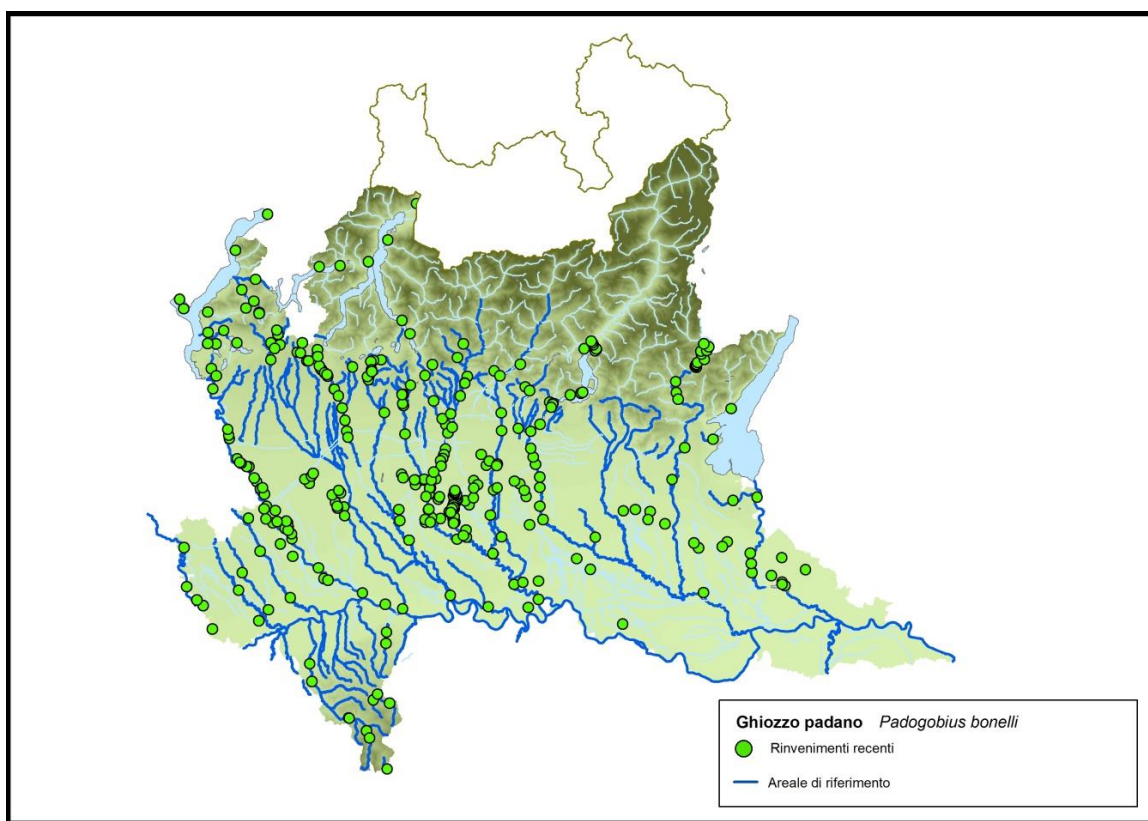 Ghiozzo padano Padogobius bonelli
Rinvenimenti recenti
Areale di riferimento